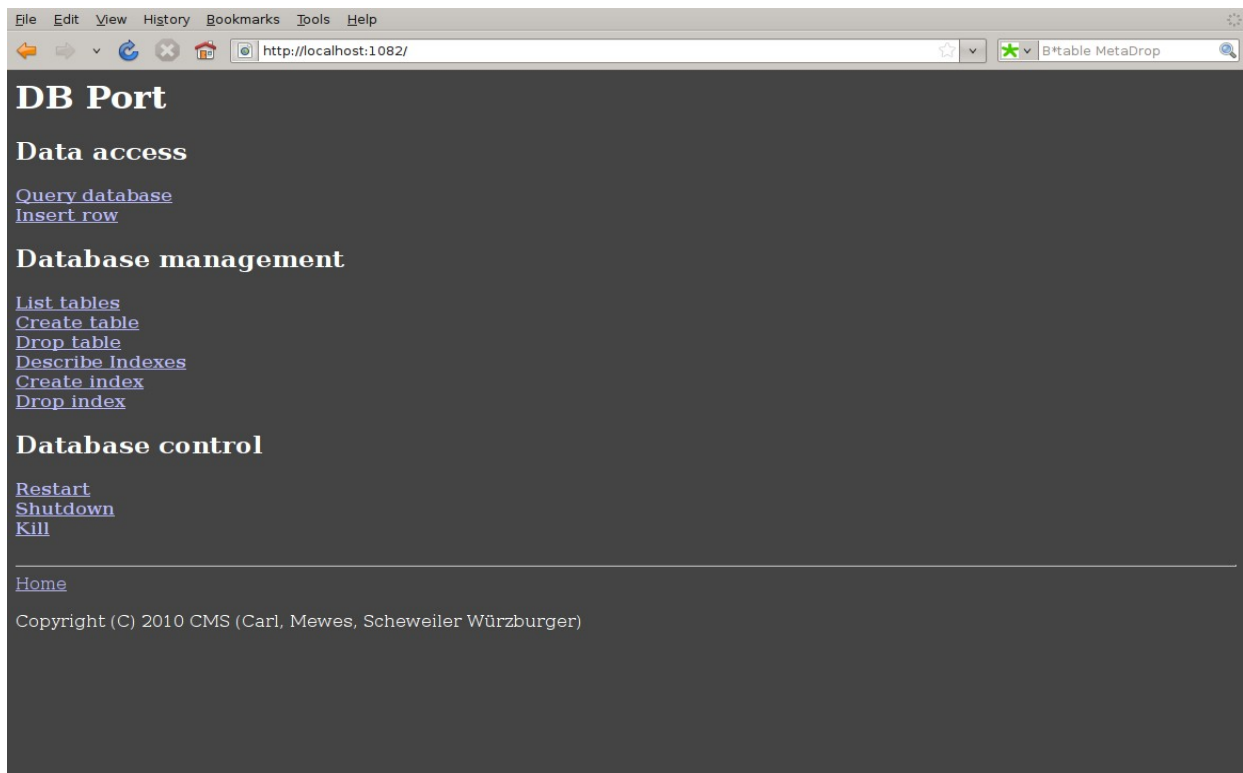 File Edit View History Bookmarks Tools Help
http://localhost:1082/ B*table MetaDrop
DB Port
Data access
Query database
Insert row
Database management
List tables
Create table
Drop table
Describe Indexes
Create index
Drop index
Database control
Restart
Shutdown
Kill
Home
Copyright (C) 2010 CMS (Carl, Mewes, Scheweiler Würzburger)